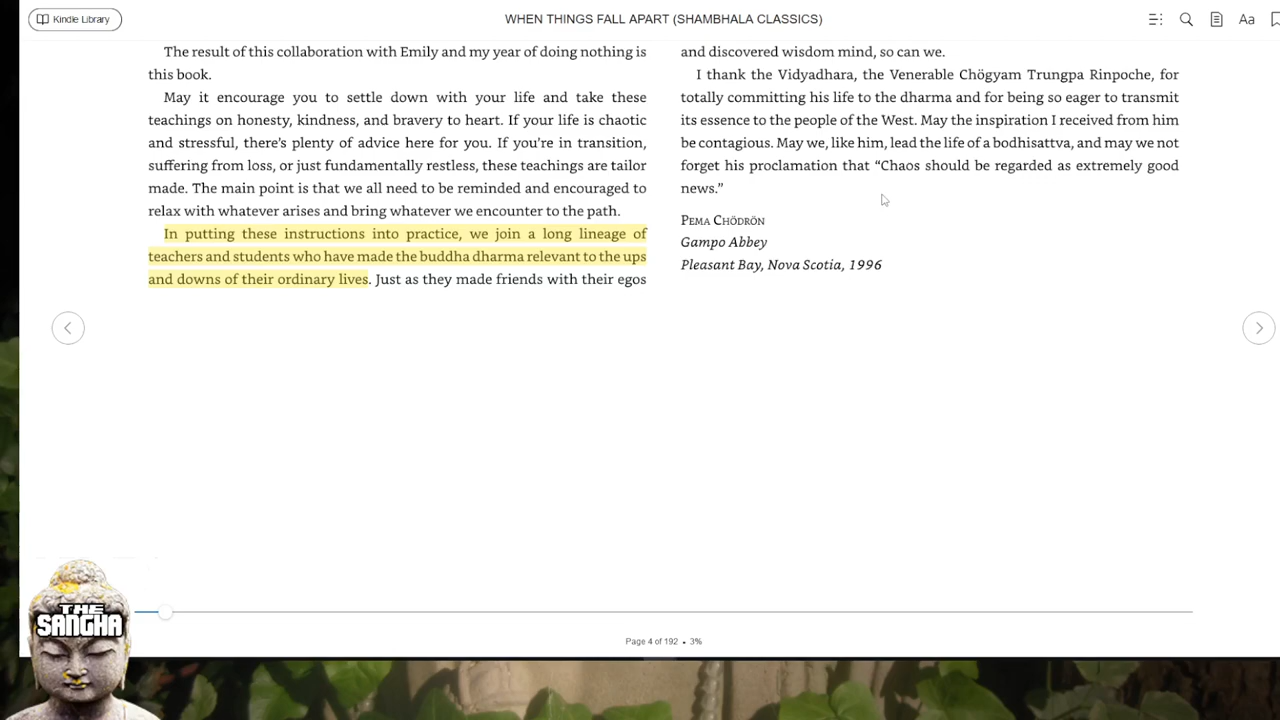 Kindle Library
WHEN THINGS FALL APART (SHAMBHALA CLASSICS)
Aa
The result of this collaboration with Emily and my year of doing nothing is
this book.
May it encourage you to settle down with your life and take these
teachings on honesty, kindness, and bravery to heart. If your life is chaotic
and stressful, there's plenty of advice here for you. If you're in transition,
suffering from loss, or just fundamentally restless, these teachings are tailor
made. The main point is that we all need to be reminded and encouraged to
relax with whatever arises and bring whatever we encounter to the path.
In putting these instructions into practice, we join a long lineage of
teachers and students who have made the buddha dharma relevant to the ups
and downs of their ordinary lives. Just as they made friends with their egos
and discovered wisdom mind, so can we.
I thank the Vidyadhara, the Venerable Chögyam Trungpa Rinpoche, for
totally committing his life to the dharma and for being so eager to transmit
its essence to the people of the West. May the inspiration I received from him
be contagious. May we, like him, lead the life of a bodhisattva, and may we not
forget his proclamation that “Chaos should be regarded as extremely good
news.”
PEMA CHÖDRÖN
Gampo Abbey
Pleasant Bay, Nova Scotia, 1996
THE
SANGHA
Page 4 of 192 • 3%